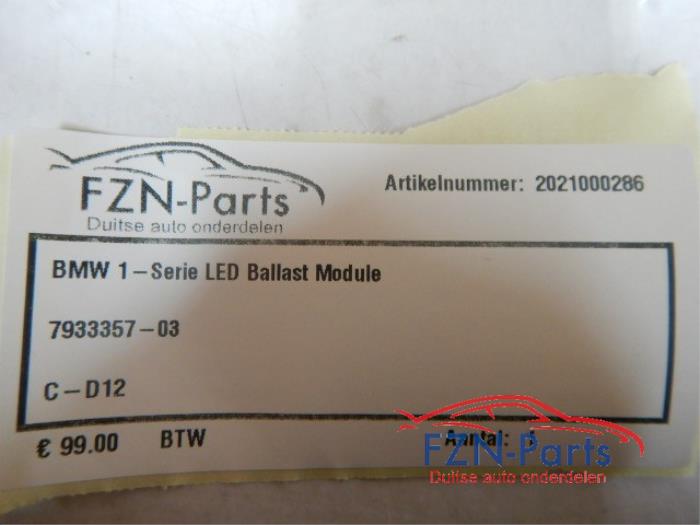 FZN-Parts
Duitse auto onderdelen
Artikelnummer: 2021000286
BMW 1-Serie LED Ballast Module
7933357-03
C-D12
€ 99.00 BTW Aantal: 1
FZN-Parts
Duitse auto onderdelen